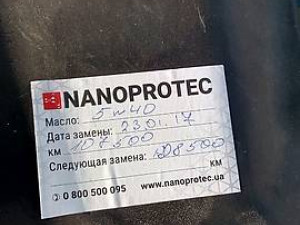 NANOPROTEC
Масло: 5w40
Дата замены: 23.01.17
км 107500
Следующая замена:
км
0 800 500 095 www.nanoprotec.ua